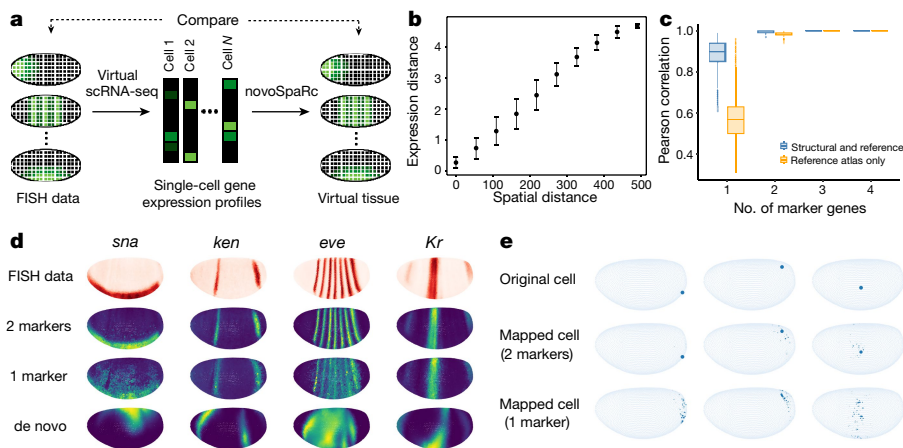 a
Compare
Virtual
scRNA-seq
Cell 1
Cell 2
Cell N
novoSpaRc
FISH data
Single-cell gene
expression profiles
Virtual tissue
b
Expression distance
4
3
2
1
0
0
100
200
300
400
500
Spatial distance
c
Pearson correlation
1.0
0.8
0.6
0.4
Structural and reference
Reference atlas only
1
2
3
4
No. of marker genes
d
sna
ken
eve
Kr
FISH data
2 markers
1 marker
de novo
e
Original cell
Mapped cell
(2 markers)
Mapped cell
(1 marker)